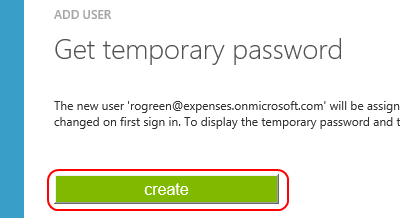 ADD USER
Get temporary password
The new user 'rogreen@expenses.onmicrosoft.com' will be assign
changed on first sign in. To display the temporary password and t
create